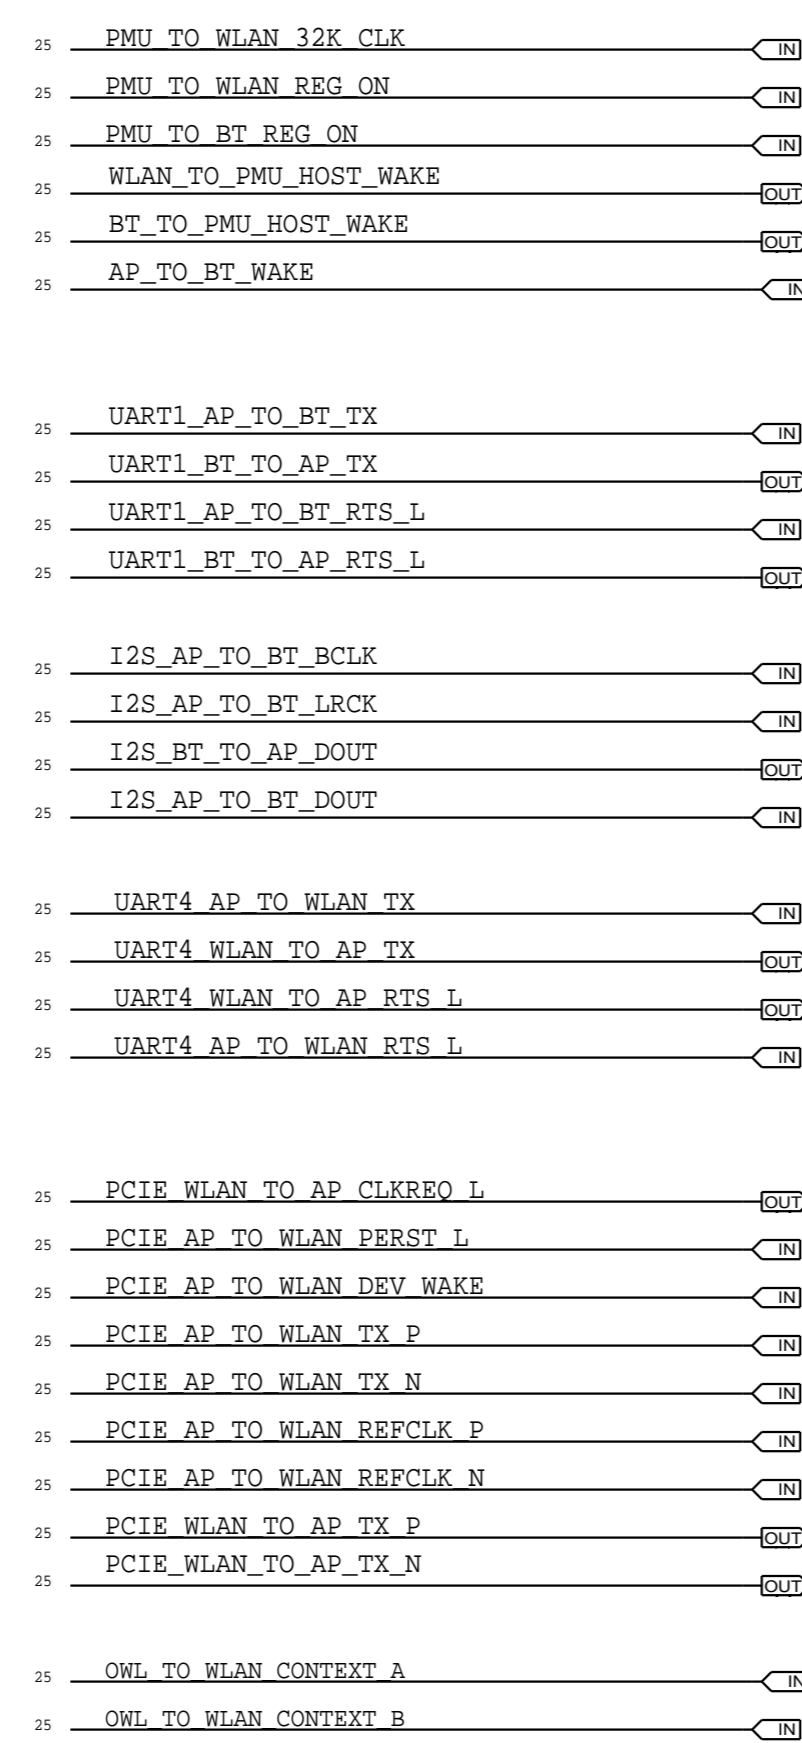 25 PMU_TO_WLAN_32K_CLK IN
25 PMU_TO_WLAN_REG_ON IN
25 PMU_TO_BT_REG_ON IN
25 WLAN_TO_PMU_HOST_WAKE OUT
25 BT_TO_PMU_HOST_WAKE OUT
25 AP_TO_BT_WAKE IN
25 UART1_AP_TO_BT_TX IN
25 UART1_BT_TO_AP_TX OUT
25 UART1_AP_TO_BT_RTS_L IN
25 UART1_BT_TO_AP_RTS_L OUT
25 I2S_AP_TO_BT_BCLK IN
25 I2S_AP_TO_BT_LRCK IN
25 I2S_BT_TO_AP_DOUT OUT
25 I2S_AP_TO_BT_DOUT IN
25 UART4_AP_TO_WLAN_TX IN
25 UART4_WLAN_TO_AP_TX OUT
25 UART4_WLAN_TO_AP_RTS_L OUT
25 UART4_AP_TO_WLAN_RTS_L IN
25 PCIE_WLAN_TO_AP_CLKREQ_L OUT
25 PCIE_AP_TO_WLAN_PERST_L IN
25 PCIE_AP_TO_WLAN_DEV_WAKE IN
25 PCIE_AP_TO_WLAN_TX_P IN
25 PCIE_AP_TO_WLAN_TX_N IN
25 PCIE_AP_TO_WLAN_REFCLK_P IN
25 PCIE_AP_TO_WLAN_REFCLK_N IN
25 PCIE_WLAN_TO_AP_TX_P OUT
25 PCIE_WLAN_TO_AP_TX_N OUT
25 OWL_TO_WLAN_CONTEXT_A IN
25 OWL_TO_WLAN_CONTEXT_B IN